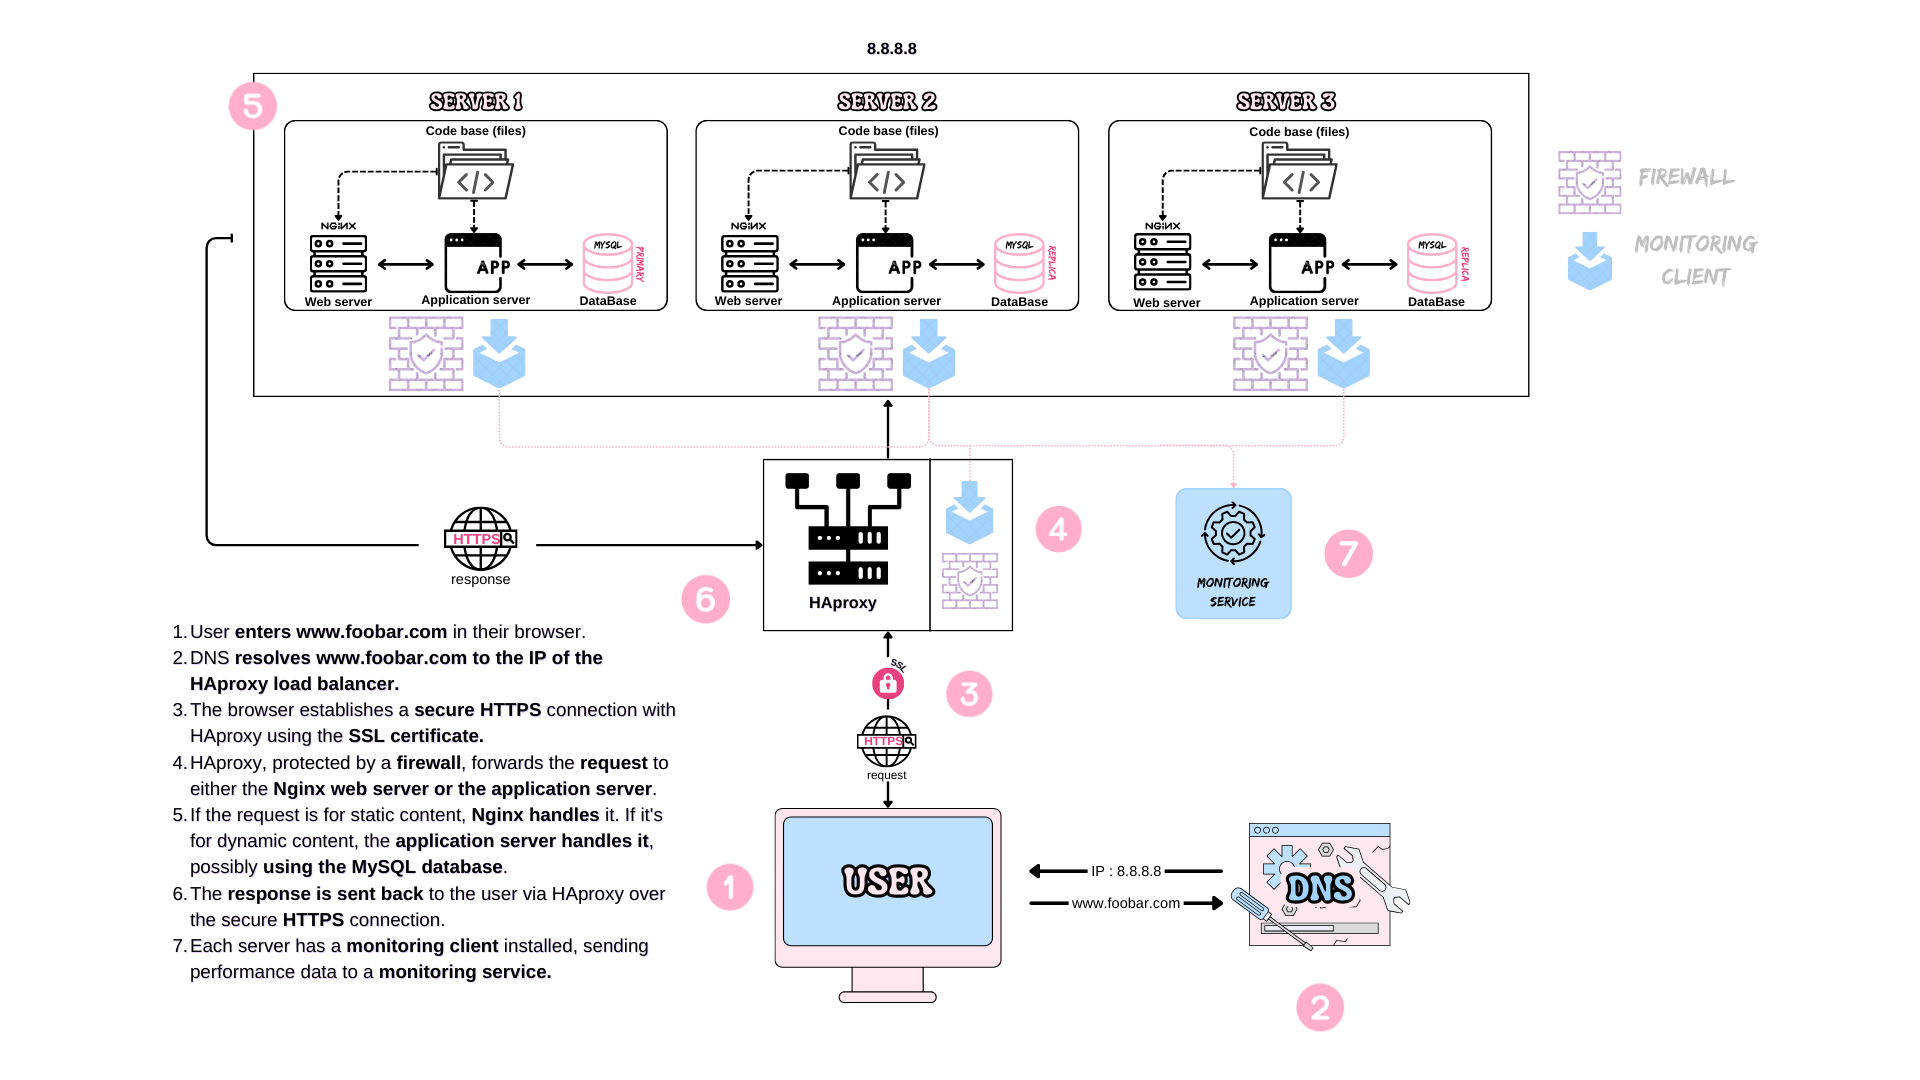 8.8.8.8
5
SERVER 1
SERVER 2
SERVER 3
Code base (files)
Code base (files)
Code base (files)
</>
</>
</>
NGiNX
MYSQL
PRIMARY
APP
Web server
Application server
DataBase
NGiNX
MYSQL
REPLICA
APP
Web server
Application server
DataBase
NGiNX
MYSQL
REPLICA
APP
Web server
Application server
DataBase
FIREWALL
MONITORING
CLIENT
HTTPS
response
HAproxy
4
6
MONITORING
SERVICE
7
SSL
3
HTTPS
request
1. User enters www.foobar.com in their browser.
2. DNS resolves www.foobar.com to the IP of the
HAproxy load balancer.
3. The browser establishes a secure HTTPS connection with
HAproxy using the SSL certificate.
4. HAproxy, protected by a firewall, forwards the request to
either the Nginx web server or the application server.
5. If the request is for static content, Nginx handles it. If it's
for dynamic content, the application server handles it,
possibly using the MySQL database.
6. The response is sent back to the user via HAproxy over
the secure HTTPS connection.
7. Each server has a monitoring client installed, sending
performance data to a monitoring service.
1
USER
IP : 8.8.8.8
www.foobar.com
DNS
2